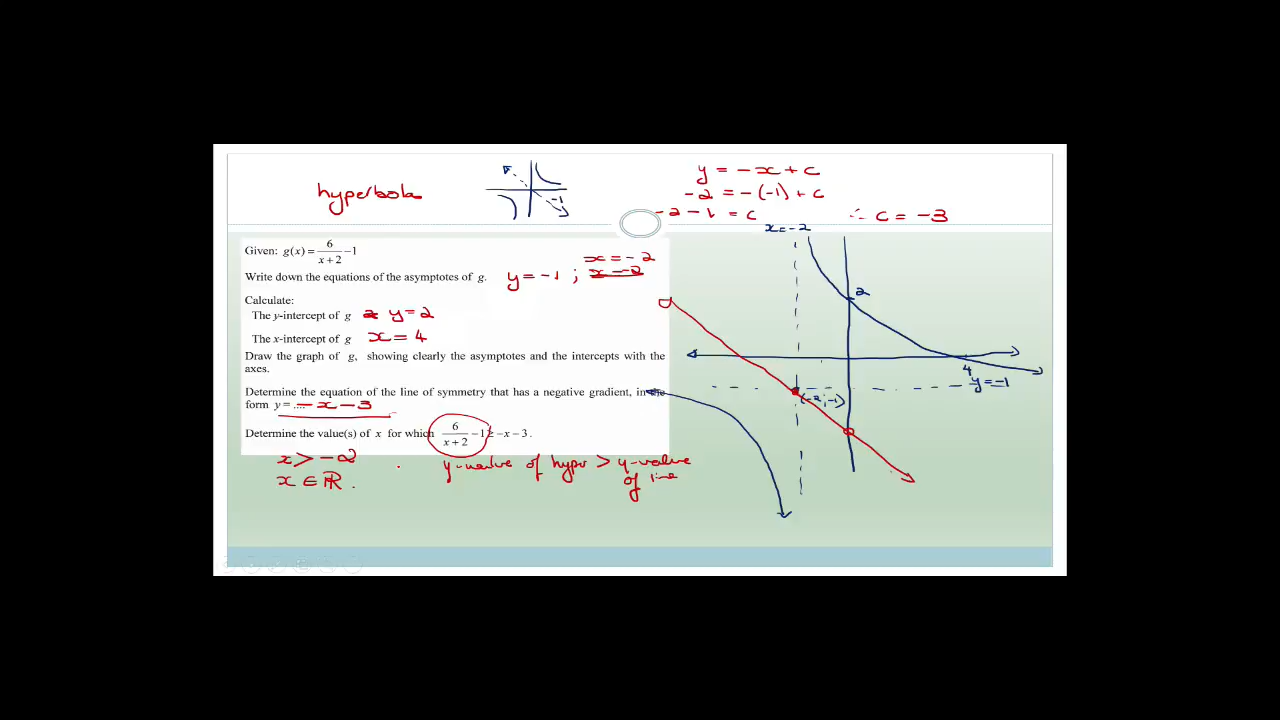 hyperbola
-1
y = -x + c
-2 = -(-1) + c
-2 - 1 = c
∴ c = -3
Given: g(x) = 6/(x+2) - 1
x = -2
Write down the equations of the asymptotes of g. y = -1 ; x -2
Calculate:
The y-intercept of g y = 2
The x-intercept of g x = 4
Draw the graph of g, showing clearly the asymptotes and the intercepts with the
axes.
Determine the equation of the line of symmetry that has a negative gradient, in the
form y = .... -x - 3
Determine the value(s) of x for which 6/(x+2) - 1 ≥ -x - 3.
x > -∞
x ∈ ℝ.
y-value of hyper > y-value
of line
x = -2
2
4
y = -1
(-2 ; -1)